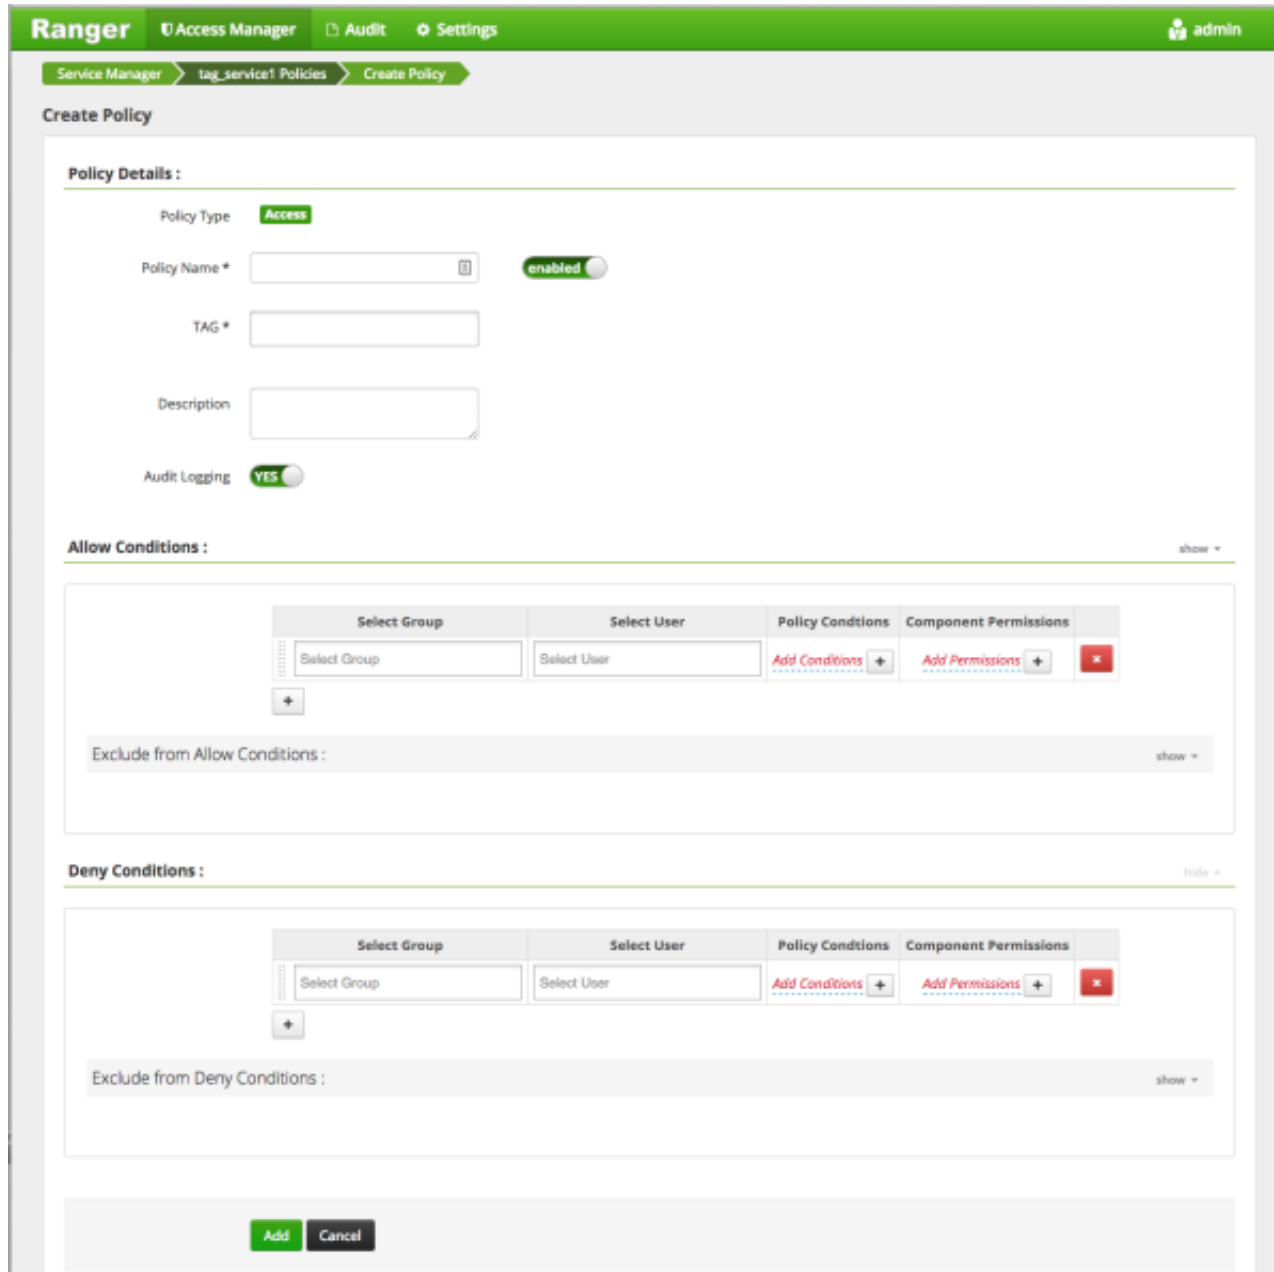 Ranger Access Manager Audit Settings admin
Service Manager tag_service1 Policies Create Policy
Create Policy
Policy Details :
Policy Type Access
Policy Name * enabled
TAG *
Description
Audit Logging YES
Allow Conditions : show
Select Group Select User Policy Condtions Component Permissions
Select Group Select User Add Conditions + Add Permissions + x
+
Exclude from Allow Conditions : show
Deny Conditions : hide
Select Group Select User Policy Condtions Component Permissions
Select Group Select User Add Conditions + Add Permissions + x
+
Exclude from Deny Conditions : show
Add Cancel